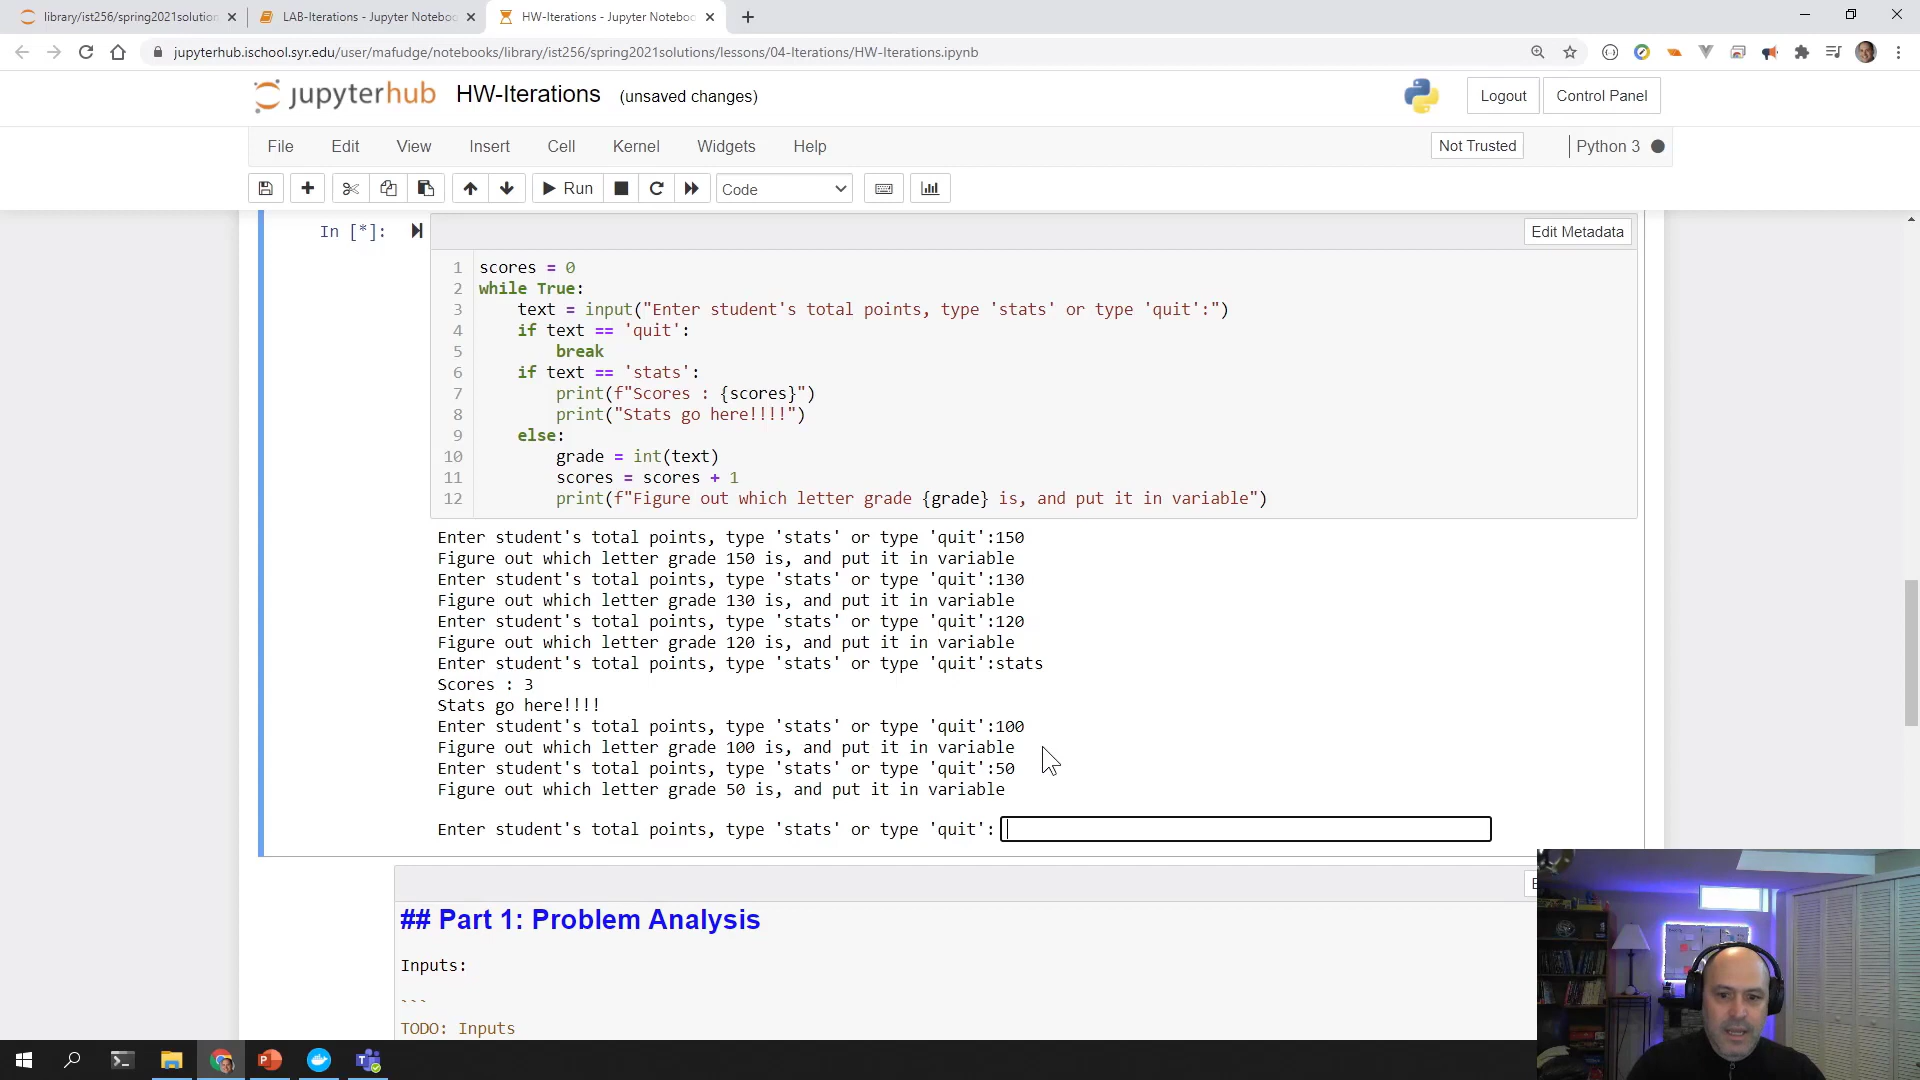 library/ist256/spring2021solution
LAB-Iterations - Jupyter Notebook
HW-Iterations - Jupyter Notebook
jupyterhub.ischool.syr.edu/user/mafudge/notebooks/library/ist256/spring2021solutions/lessons/04-Iterations/HW-Iterations.ipynb
jupyterhub HW-Iterations (unsaved changes)
Logout
Control Panel
File Edit View Insert Cell Kernel Widgets Help
Not Trusted
Python 3
Run
Code
In [*]:
Edit Metadata
1 scores = 0
2 while True:
3     text = input("Enter student's total points, type 'stats' or type 'quit':")
4     if text == 'quit':
5         break
6     if text == 'stats':
7         print(f"Scores : {scores}")
8         print("Stats go here!!!!")
9     else:
10         grade = int(text)
11         scores = scores + 1
12         print(f"Figure out which letter grade {grade} is, and put it in variable")
Enter student's total points, type 'stats' or type 'quit':150
Figure out which letter grade 150 is, and put it in variable
Enter student's total points, type 'stats' or type 'quit':130
Figure out which letter grade 130 is, and put it in variable
Enter student's total points, type 'stats' or type 'quit':120
Figure out which letter grade 120 is, and put it in variable
Enter student's total points, type 'stats' or type 'quit':stats
Scores : 3
Stats go here!!!!
Enter student's total points, type 'stats' or type 'quit':100
Figure out which letter grade 100 is, and put it in variable
Enter student's total points, type 'stats' or type 'quit':50
Figure out which letter grade 50 is, and put it in variable
Enter student's total points, type 'stats' or type 'quit':
## Part 1: Problem Analysis
Inputs:
```
TODO: Inputs